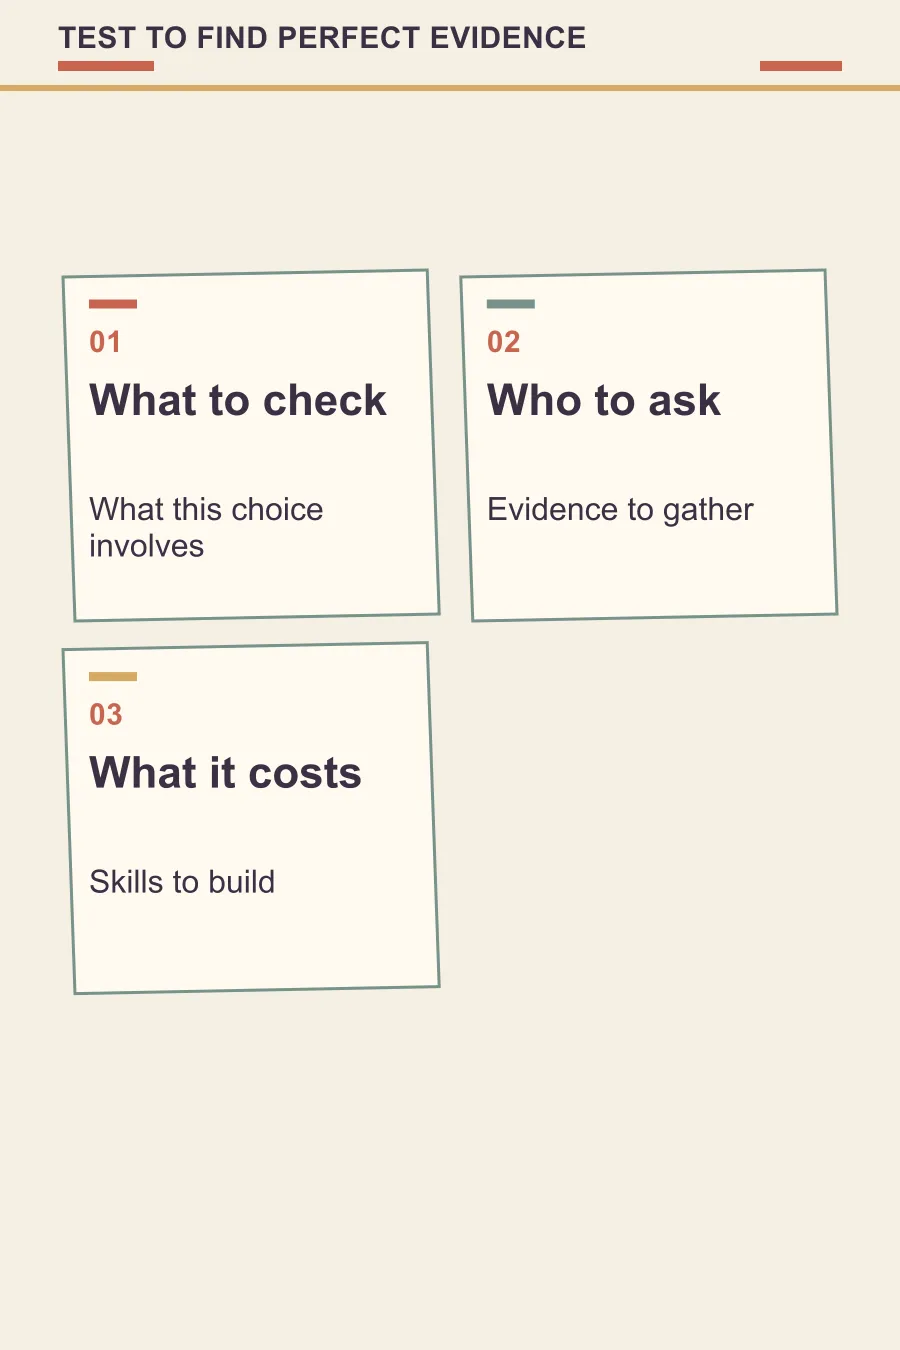 TEST TO FIND PERFECT EVIDENCE
01
What to check
What this choice
involves
02
Who to ask
Evidence to gather
03
What it costs
Skills to build